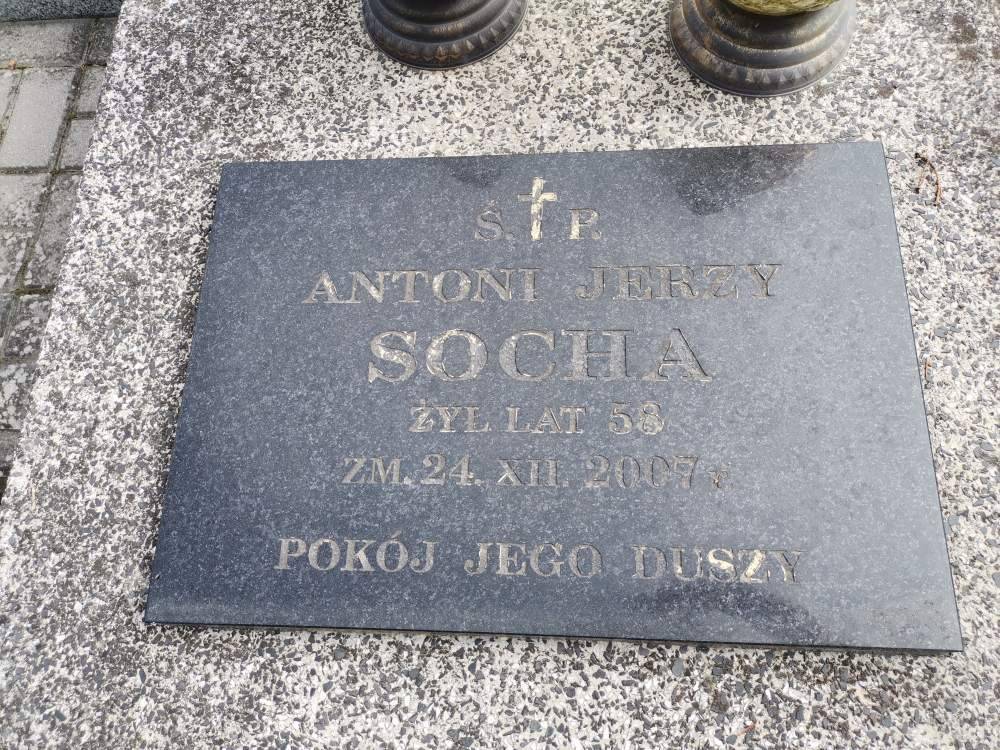 Ś. P.
ANTONI JERZY
SOCHA
ŻYŁ LAT 58
ZM. 24. XII. 2007 r.
POKÓJ JEGO DUSZY